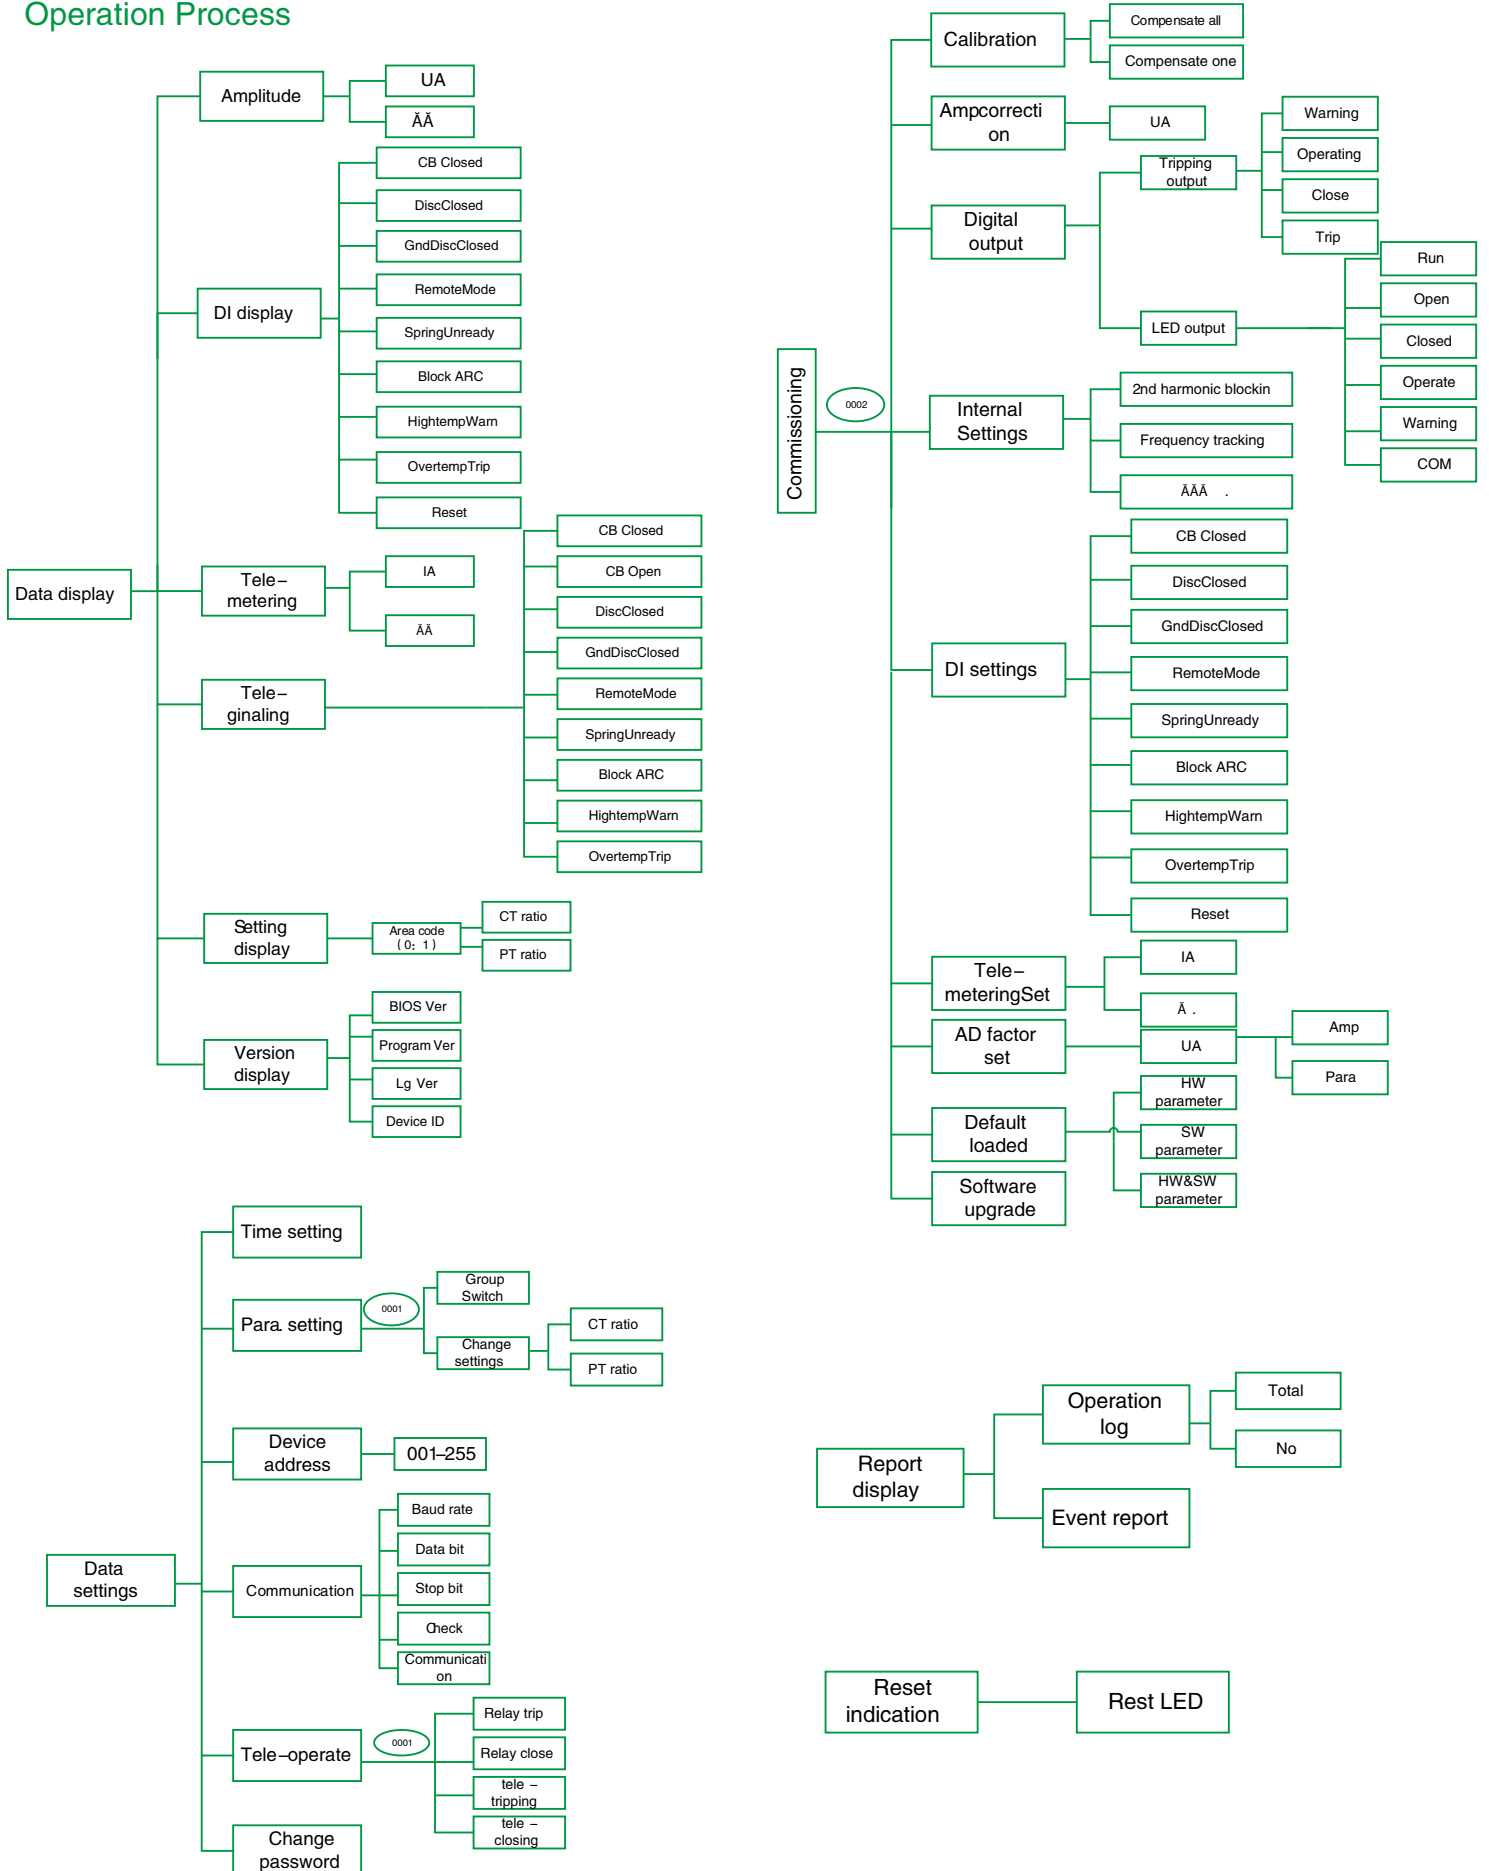 Operation Process
Data display
Amplitude
UA
ÄÄ
DI display
CB Closed
DiscClosed
GndDiscClosed
RemoteMode
SpringUnready
Block ARC
HightempWarn
OvertempTrip
Reset
Tele-
metering
IA
ÄÄ
Tele-
ginaling
CB Closed
CB Open
DiscClosed
GndDiscClosed
RemoteMode
SpringUnready
Block ARC
HightempWarn
OvertempTrip
Setting
display
Area code
(0: 1)
CT ratio
PT ratio
Version
display
BIOS Ver
Program Ver
Lg Ver
Device ID
Data
settings
Time setting
Para. setting
0001
Group
Switch
Change
settings
CT ratio
PT ratio
Device
address
001-255
Communication
Baud rate
Data bit
Stop bit
Check
Communicati
on
Tele-operate
0001
Relay trip
Relay close
tele -
tripping
tele -
closing
Change
password
Commissioning
0002
Calibration
Compensate all
Compensate one
Ampcorrecti
on
UA
Digital
output
Tripping
output
Warning
Operating
Close
Trip
LED output
Run
Open
Closed
Operate
Warning
COM
Internal
Settings
2nd harmonic blockin
Frequency tracking
ÄÄÄ .
DI settings
CB Closed
DiscClosed
GndDiscClosed
RemoteMode
SpringUnready
Block ARC
HightempWarn
OvertempTrip
Reset
Tele-
meteringSet
IA
Ä .
AD factor
set
UA
Amp
Para
Default
loaded
HW
parameter
SW
parameter
HW&SW
parameter
Software
upgrade
Report
display
Operation
log
Total
No
Event report
Reset
indication
Rest LED